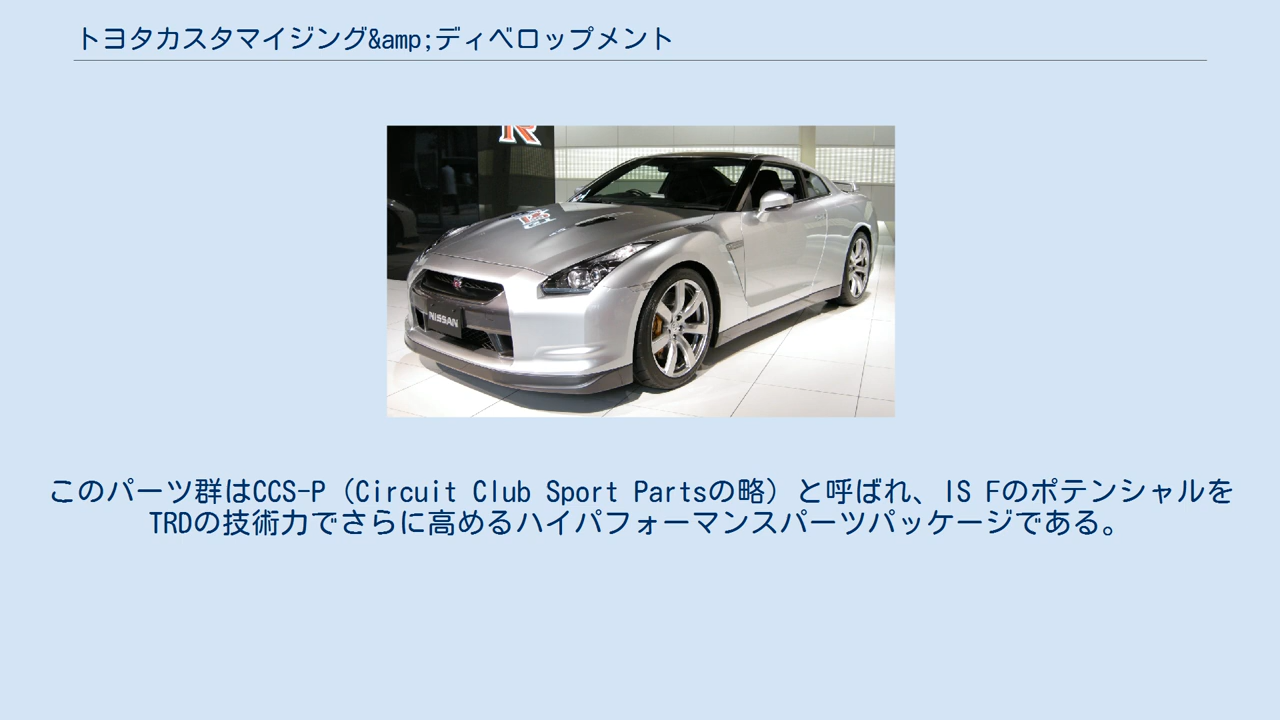 トヨタカスタマイジング&amp;ディベロップメント
R
NISSAN
このパーツ群はCCS-P（Circuit Club Sport Partsの略）と呼ばれ、IS Fのポテンシャルを
TRDの技術力でさらに高めるハイパフォーマンスパーツパッケージである。